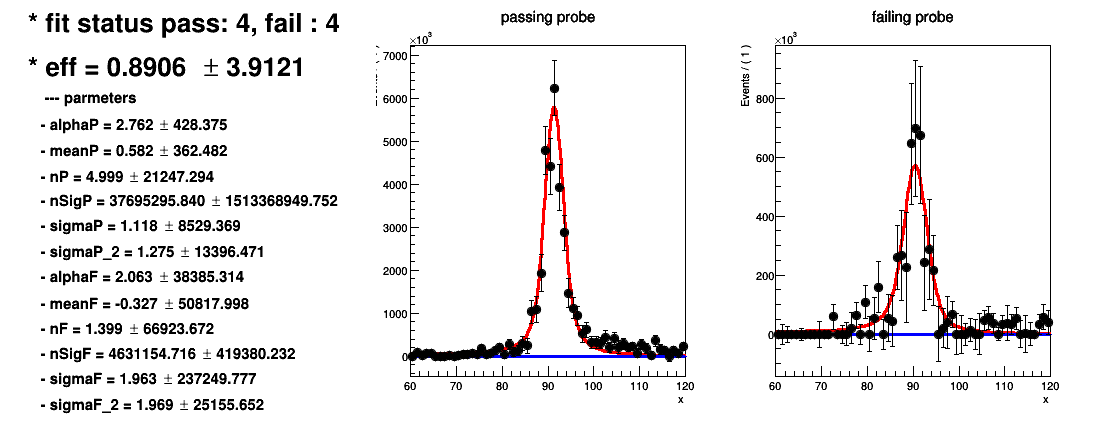 * fit status pass: 4, fail : 4
* eff = 0.8906 ± 3.9121
--- parmeters
- alphaP = 2.762 ± 428.375
- meanP = 0.582 ± 362.482
- nP = 4.999 ± 21247.294
- nSigP = 37695295.840 ± 1513368949.752
- sigmaP = 1.118 ± 8529.369
- sigmaP_2 = 1.275 ± 13396.471
- alphaF = 2.063 ± 38385.314
- meanF = -0.327 ± 50817.998
- nF = 1.399 ± 66923.672
- nSigF = 4631154.716 ± 419380.232
- sigmaF = 1.963 ± 237249.777
- sigmaF_2 = 1.969 ± 25155.652
passing probe
×10³
7000
6000
5000
4000
3000
2000
1000
0
60 70 80 90 100 110 120
x
failing probe
×10³
Events / ( 1 )
800
600
400
200
0
60 70 80 90 100 110 120
x